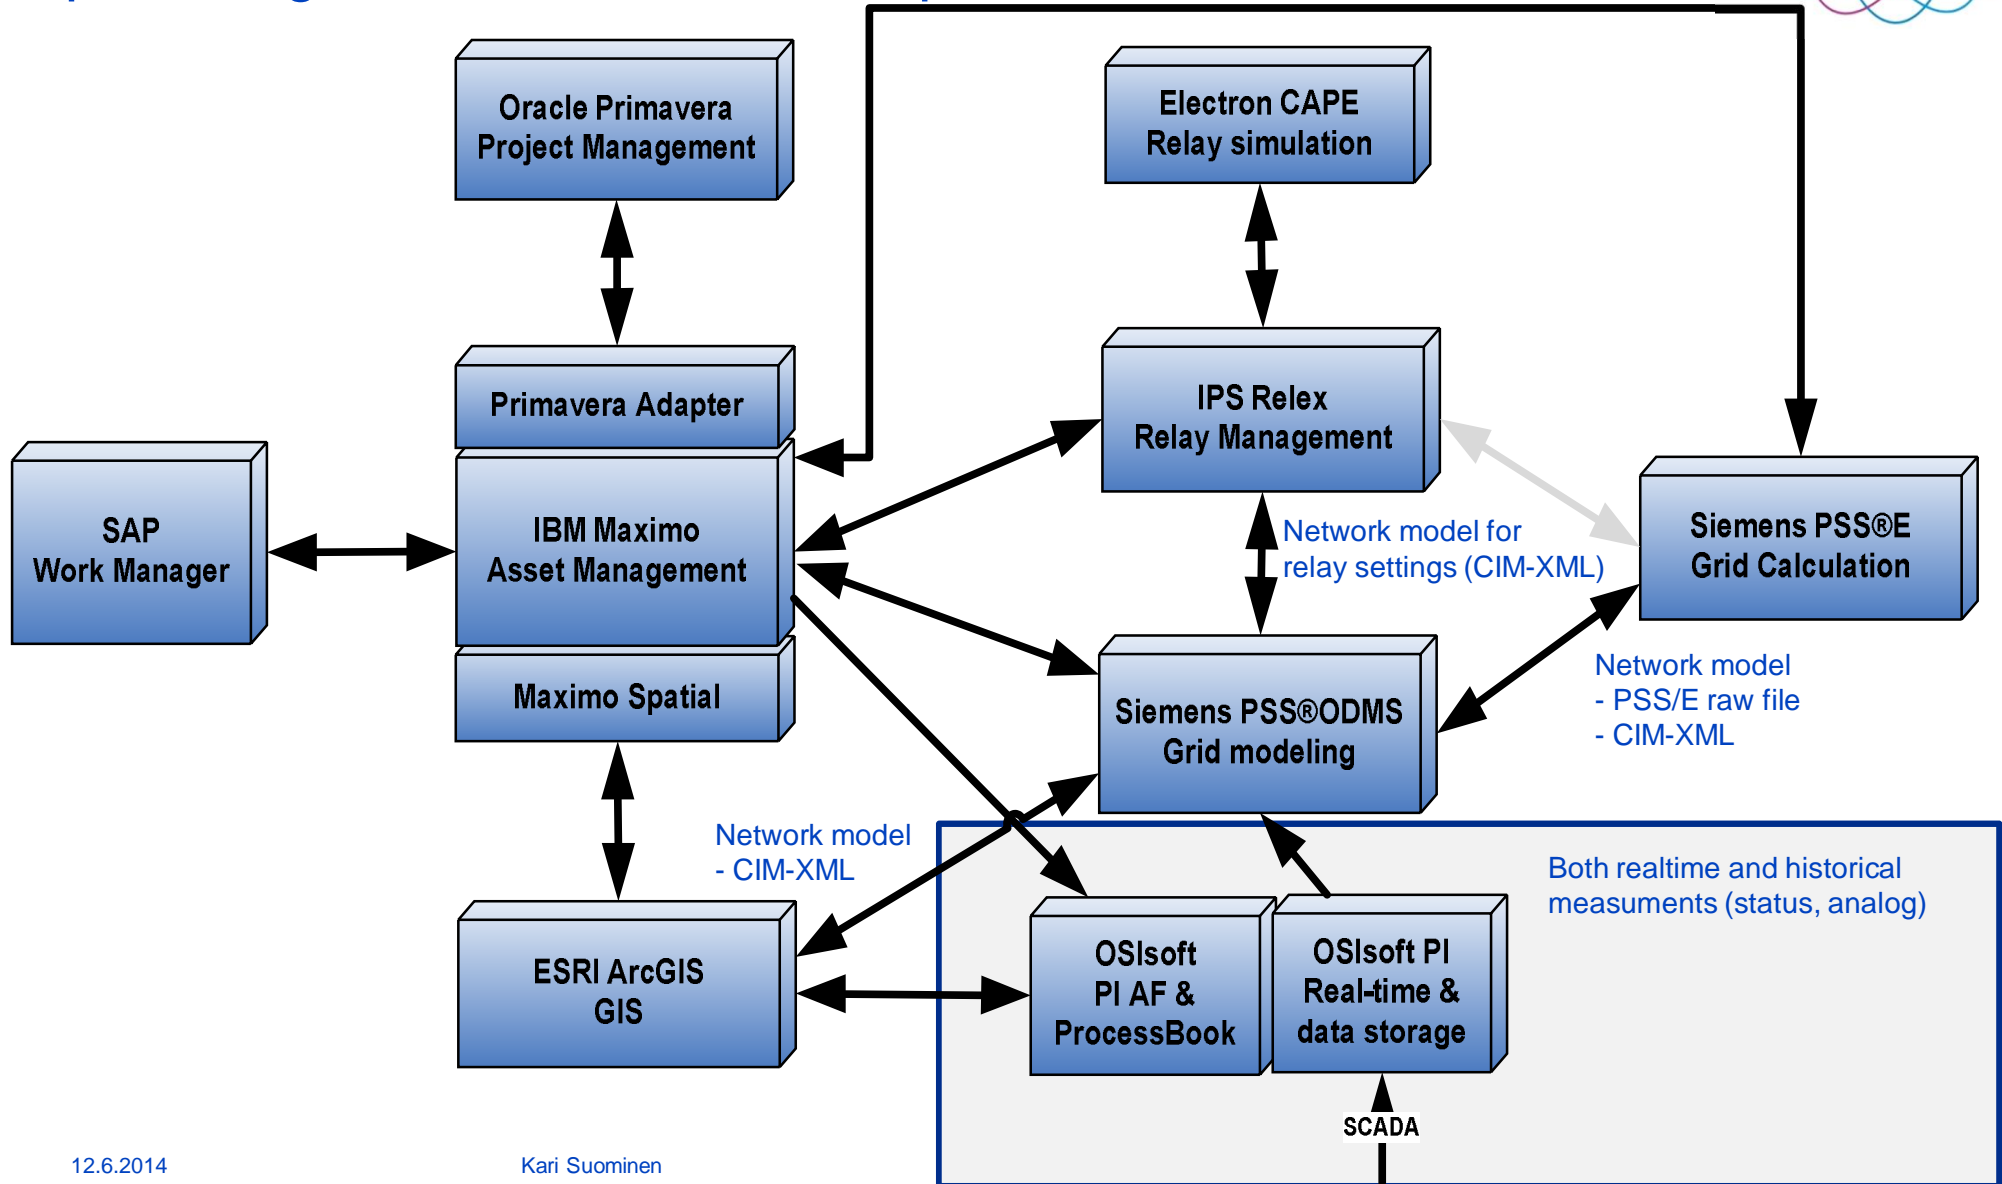 Oracle Primavera
Project Management
Electron CAPE
Relay simulation
Primavera Adapter
IPS Relex
Relay Management
SAP
Work Manager
IBM Maximo
Asset Management
Network model for
relay settings (CIM-XML)
Siemens PSS®E
Grid Calculation
Maximo Spatial
Siemens PSS®ODMS
Grid modeling
Network model
- PSS/E raw file
- CIM-XML
Network model
- CIM-XML
Both realtime and historical
measuments (status, analog)
ESRI ArcGIS
GIS
OSIsoft
PI AF &
ProcessBook
OSIsoft PI
Real-time &
data storage
SCADA
12.6.2014
Kari Suominen